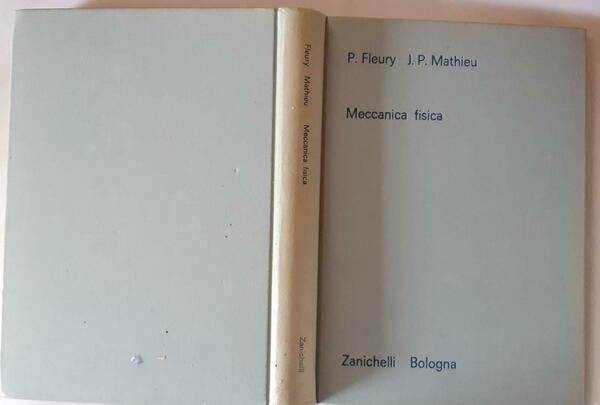 P. Fleury J. P. Mathieu
Meccanica fisica
Zanichelli Bologna
Fleury Mathieu Meccanica fisica
Zanichelli